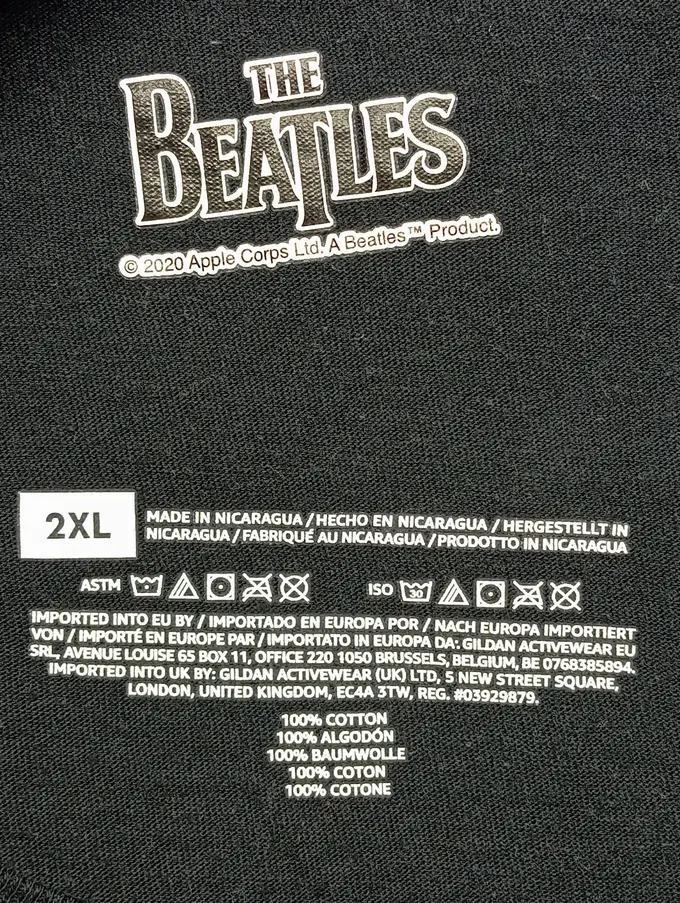 THE
BEATLES
© 2020 Apple Corps Ltd. A Beatles™ Product.
2XL
MADE IN NICARAGUA / HECHO EN NICARAGUA / HERGESTELLT IN
NICARAGUA / FABRIQUÉ AU NICARAGUA / PRODOTTO IN NICARAGUA
ASTM
ISO 30
IMPORTED INTO EU BY / IMPORTADO EN EUROPA POR / NACH EUROPA IMPORTIERT
VON / IMPORTÉ EN EUROPE PAR / IMPORTATO IN EUROPA DA: GILDAN ACTIVEWEAR EU
SRL, AVENUE LOUISE 65 BOX 11, OFFICE 220 1050 BRUSSELS, BELGIUM, BE 0768385894.
IMPORTED INTO UK BY: GILDAN ACTIVEWEAR (UK) LTD, 5 NEW STREET SQUARE,
LONDON, UNITED KINGDOM, EC4A 3TW, REG. #03929879.
100% COTTON
100% ALGODÓN
100% BAUMWOLLE
100% COTON
100% COTONE